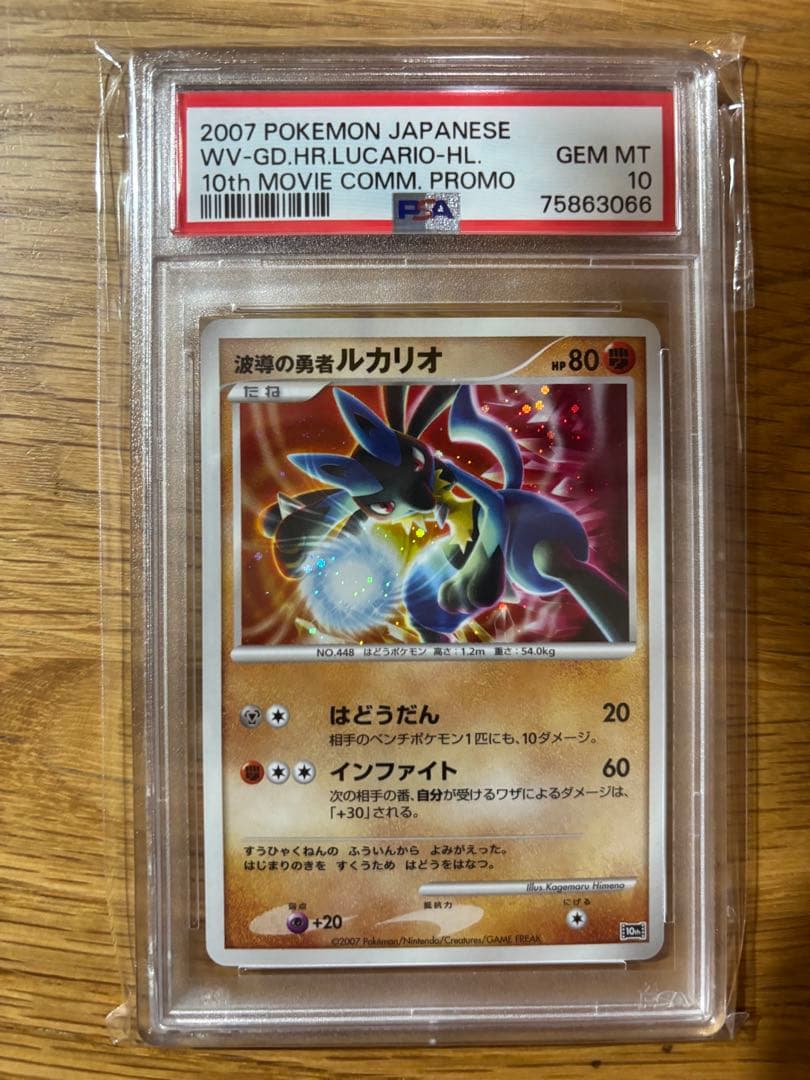 2007 POKEMON JAPANESE
WV-GD.HR.LUCARIO-HL. GEM MT
10th MOVIE COMM. PROMO 10
PSA 75863066
波導の勇者ルカリオ HP80
たね
NO.448 はどうポケモン 高さ:1.2m 重さ:54.0kg
はどうだん 20
相手のベンチポケモン1匹にも、10ダメージ。
インファイト 60
次の相手の番、自分が受けるワザによるダメージは、
「+30」される。
すうひゃくねんの ふういんから よみがえった。
はじまりのきを すくうため はどうをはなつ。
Illus. Kagemaru Himeno
弱点 抵抗力 にげる
+20
10th
©2007 Pokémon/Nintendo/Creatures/GAME FREAK
PSA